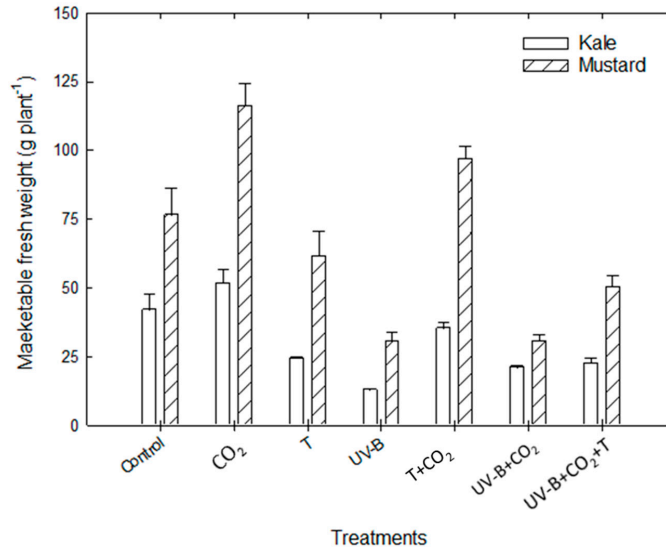 150
125
100
75
50
25
0
Maeketable fresh weight (g plant⁻¹)
Kale
Mustard
Control
CO₂
T
UV-B
T+CO₂
UV-B+CO₂
UV-B+CO₂+T
Treatments